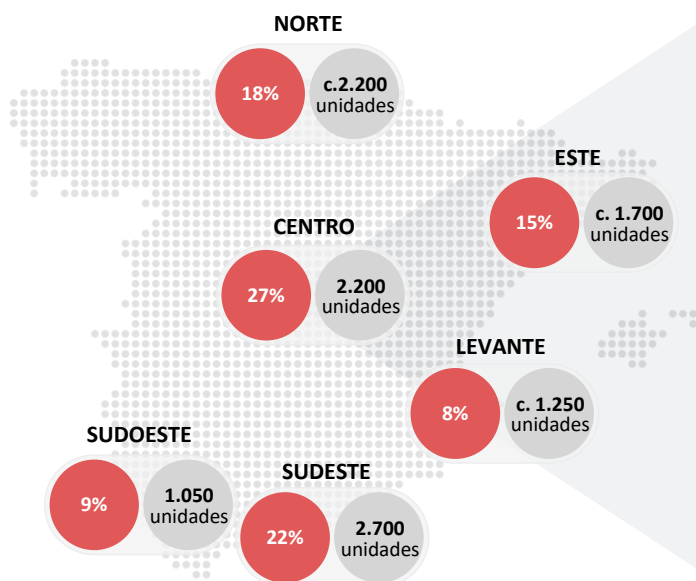 NORTE
18%
c.2.200
unidades
ESTE
15%
c. 1.700
unidades
CENTRO
27%
2.200
unidades
LEVANTE
8%
c. 1.250
unidades
SUDOESTE
9%
1.050
unidades
SUDESTE
22%
2.700
unidades